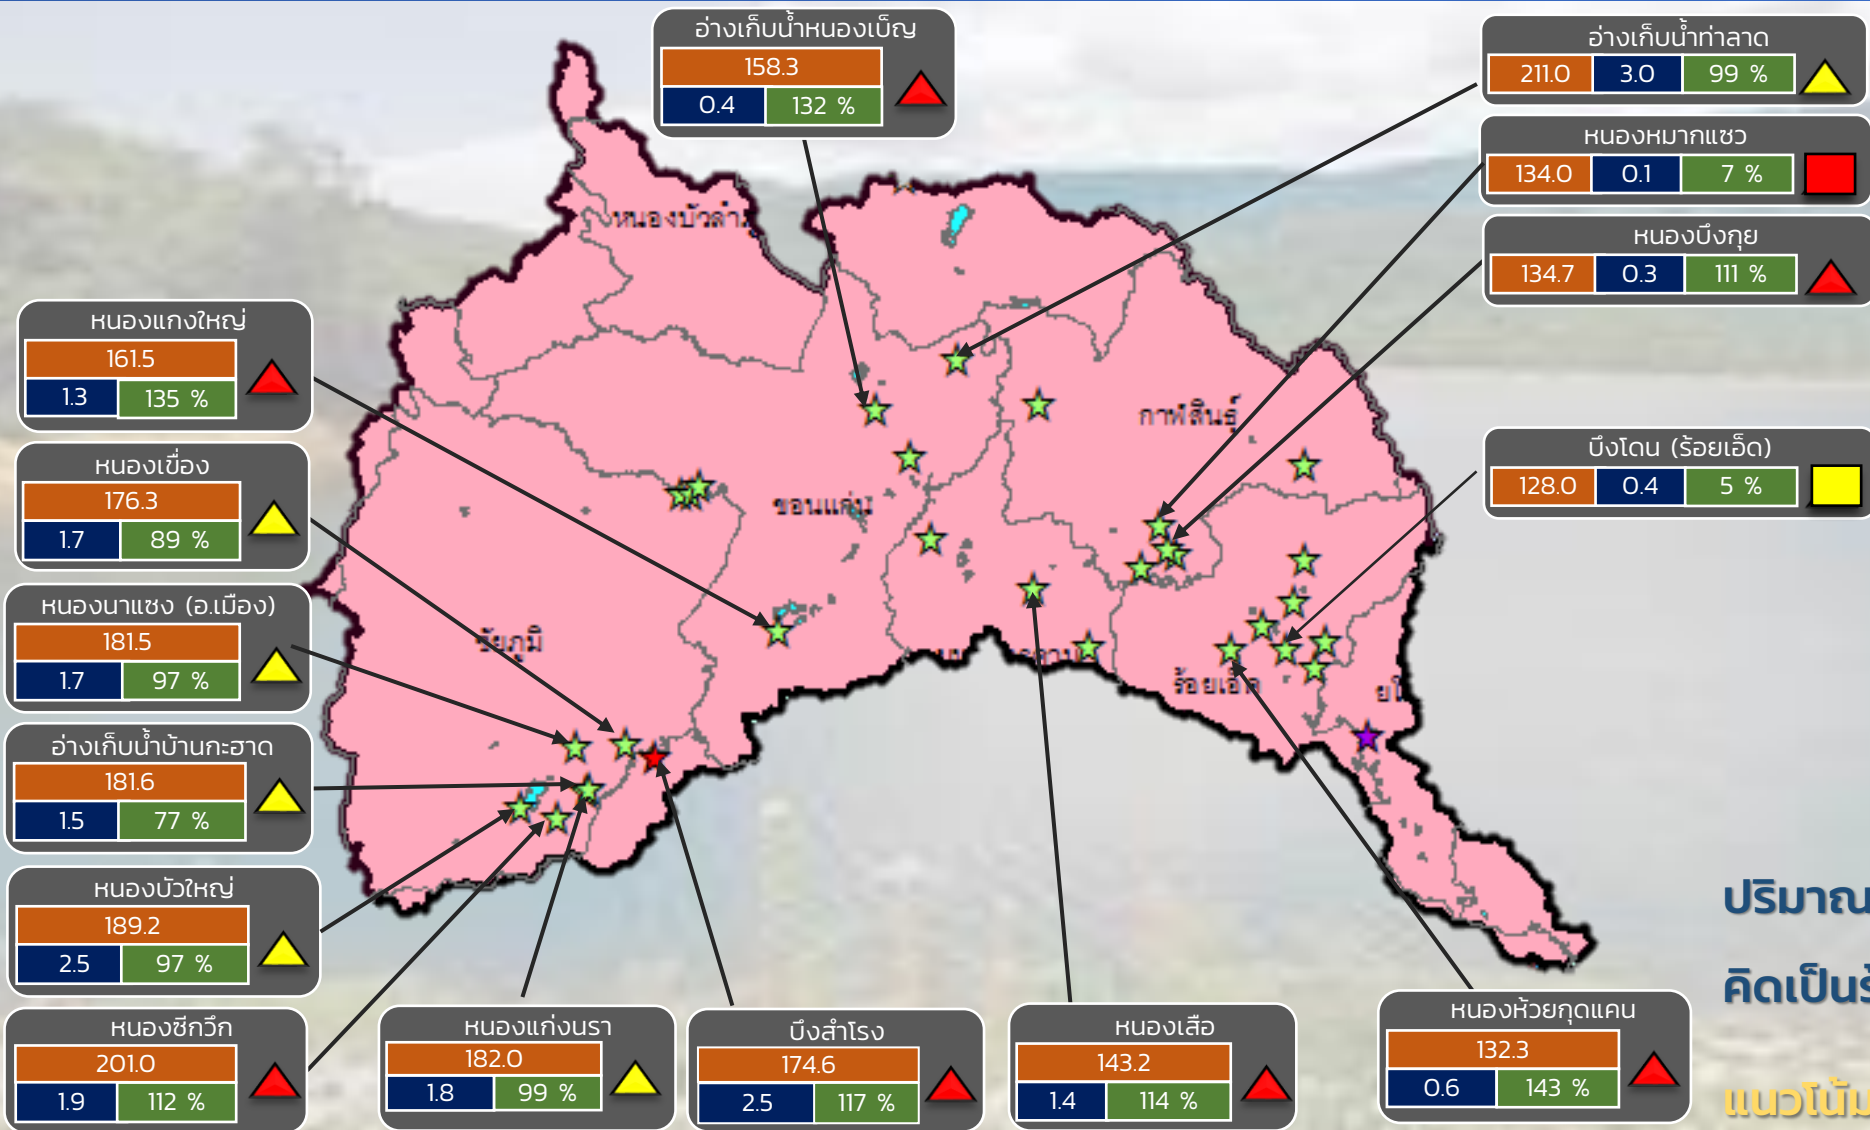 อ่างเก็บน้ำหนองเบ็ญ
158.3
0.4 132 %
อ่างเก็บน้ำท่าลาด
211.0 3.0 99 %
หนองหมากแซว
134.0 0.1 7 %
หนองบึงกุย
134.7 0.3 111 %
บึงโดน (ร้อยเอ็ด)
128.0 0.4 5 %
หนองแกงใหญ่
161.5
1.3 135 %
หนองเขื่อง
176.3
1.7 89 %
หนองนาแซง (อ.เมือง)
181.5
1.7 97 %
อ่างเก็บน้ำบ้านกะฮาด
181.6
1.5 77 %
หนองบัวใหญ่
189.2
2.5 97 %
หนองซีกวึก
201.0
1.9 112 %
หนองแก่งนรา
182.0
1.8 99 %
บึงสำโรง
174.6
2.5 117 %
หนองเสือ
143.2
1.4 114 %
หนองห้วยกุดแคน
132.3
0.6 143 %
หนองบัวลำภู
กาฬสินธุ์
ขอนแก่น
ชัยภูมิ
ร้อยเอ็ด
ปริมาณ
คิดเป็นร้
แนวโน้ม